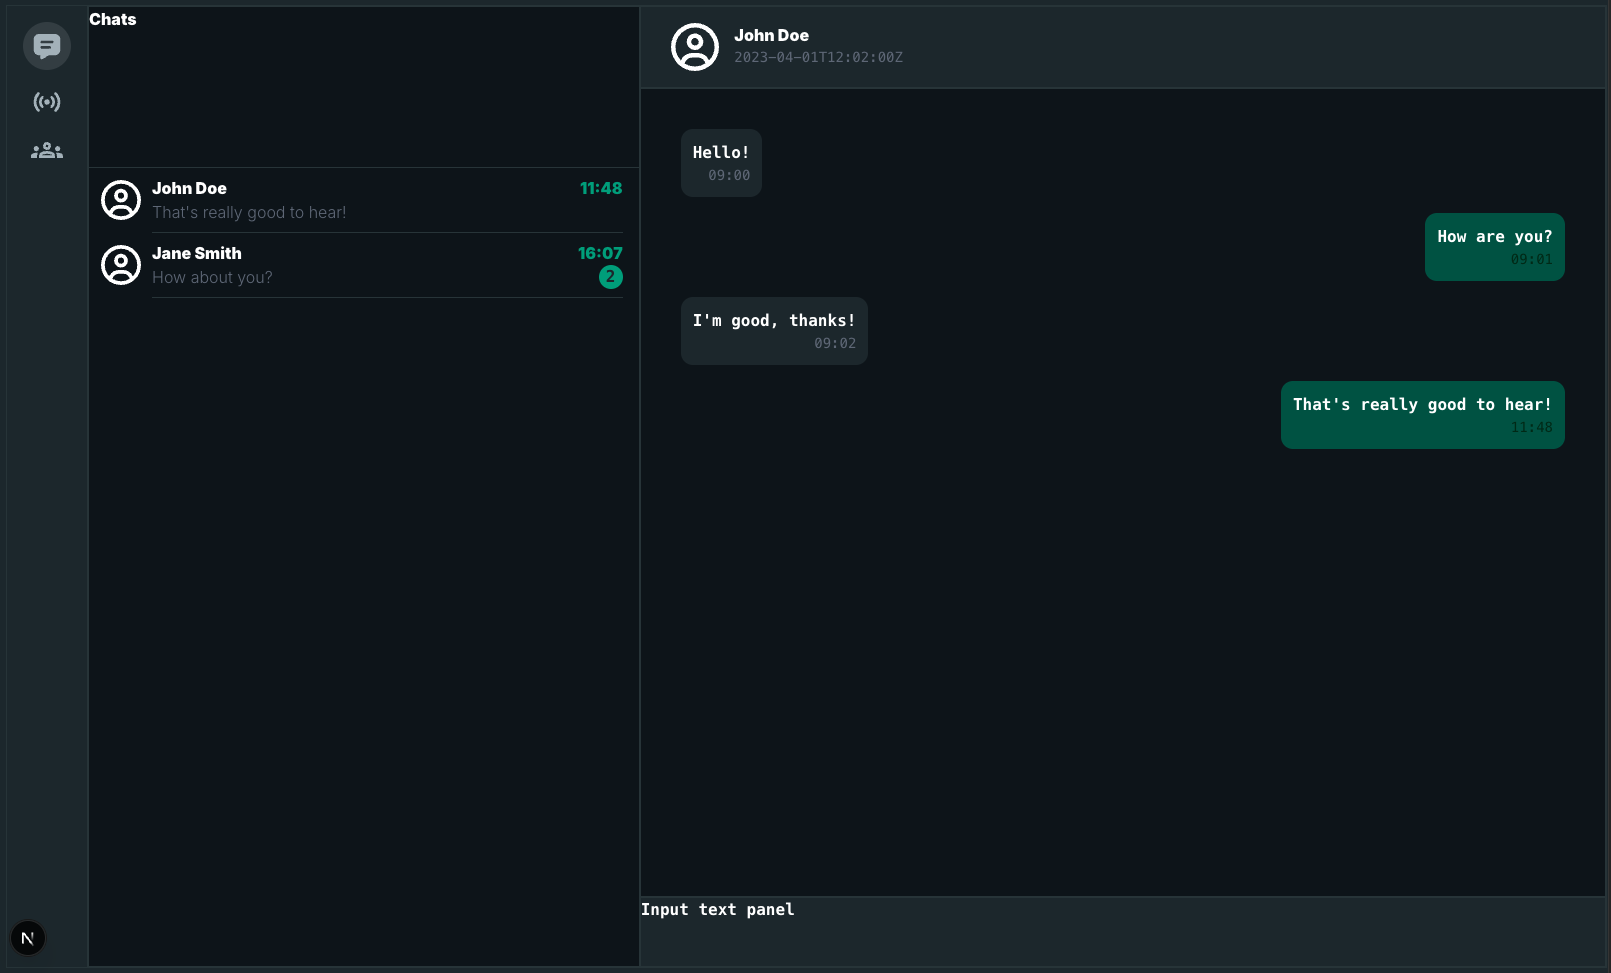 Chats
John Doe
11:48
That's really good to hear!
Jane Smith
16:07
How about you?
2
John Doe
2023-04-01T12:02:00Z
Hello!
09:00
How are you?
09:01
I'm good, thanks!
09:02
That's really good to hear!
11:48
Input text panel
N